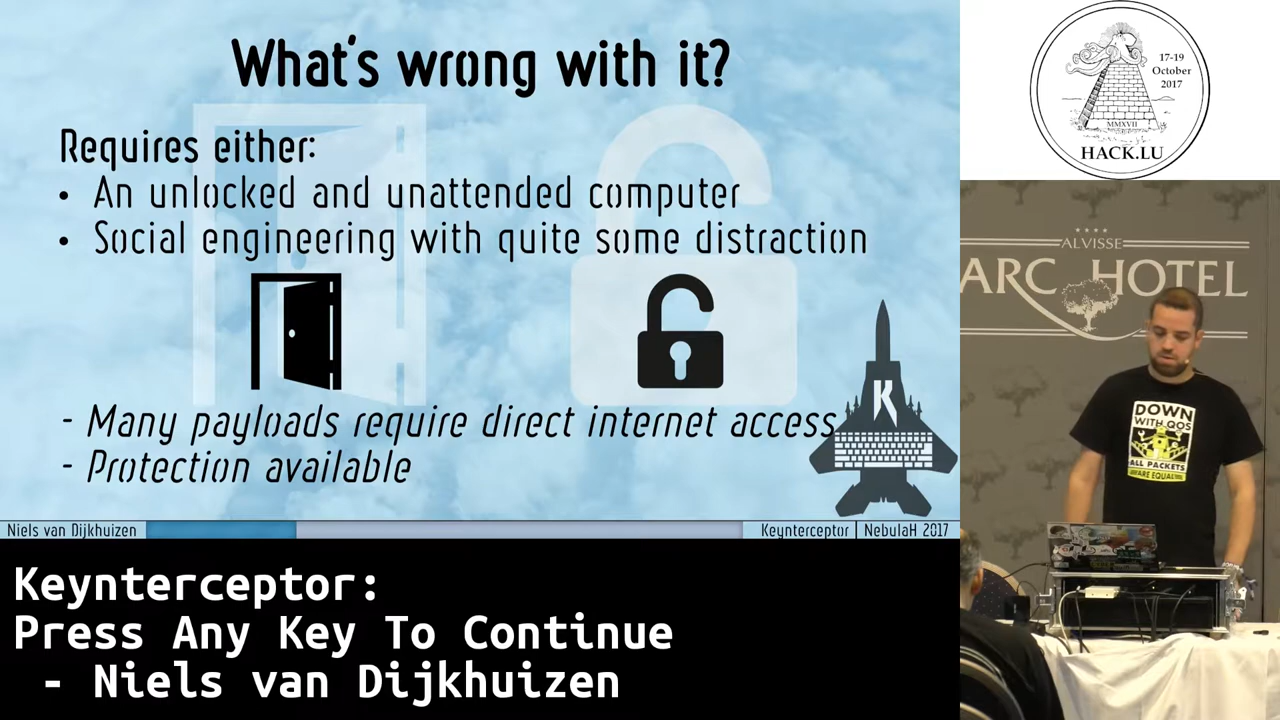 What's wrong with it?
Requires either:
• An unlocked and unattended computer
• Social engineering with quite some distraction
K
- Many payloads require direct internet access
- Protection available
Niels van Dijkhuizen
Keynterceptor | NebulaH 2017
Keynterceptor:
Press Any Key To Continue
- Niels van Dijkhuizen
17-19
October
2017
MMXVII
HACK.LU
ALVISSE
ARC HOTEL
DOWN
WITH QOS
ALL PACKETS
ARE EQUAL